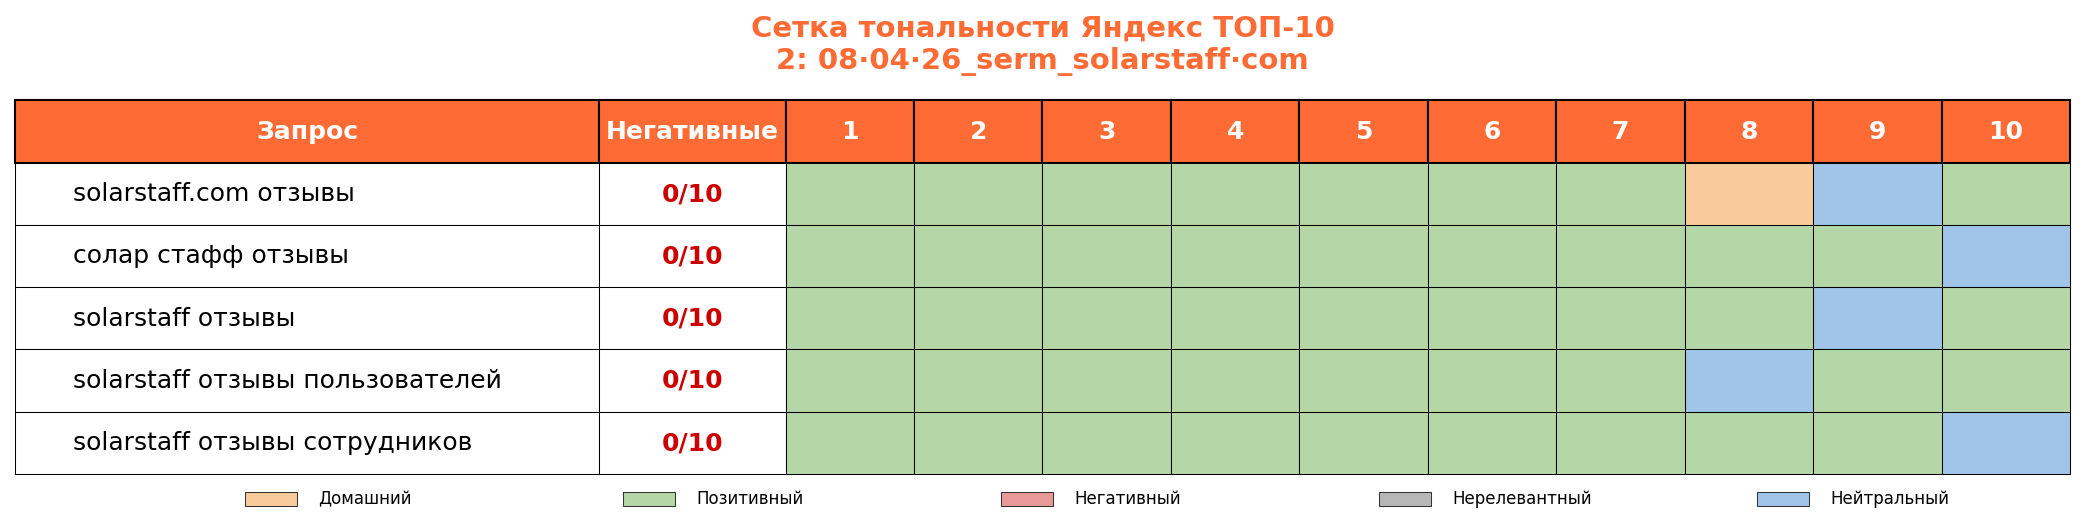 Сетка тональности Яндекс ТОП-10
2: 08·04·26_serm_solarstaff·com
Запрос Негативные 1 2 3 4 5 6 7 8 9 10
solarstaff.com отзывы 0/10
солар стафф отзывы 0/10
solarstaff отзывы 0/10
solarstaff отзывы пользователей 0/10
solarstaff отзывы сотрудников 0/10
Домашний Позитивный Негативный Нерелевантный Нейтральный